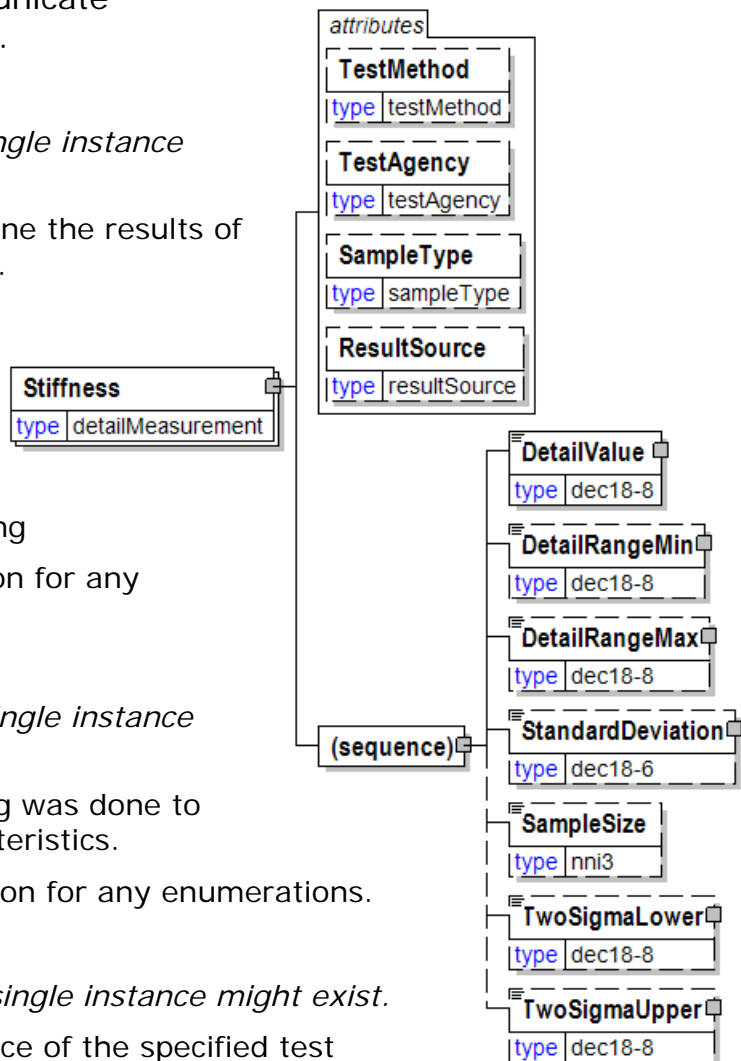 unicate
.
ngle instance
ne the results of
.
ng
on for any
ingle instance
g was done to
teristics.
on for any enumerations.
single instance might exist.
ce of the specified test
attributes
TestMethod
type testMethod
TestAgency
type testAgency
SampleType
type sampleType
ResultSource
type resultSource
Stiffness
type detailMeasurement
(sequence)
DetailValue
type dec18-8
DetailRangeMin
type dec18-8
DetailRangeMax
type dec18-8
StandardDeviation
type dec18-6
SampleSize
type nni3
TwoSigmaLower
type dec18-8
TwoSigmaUpper
type dec18-8